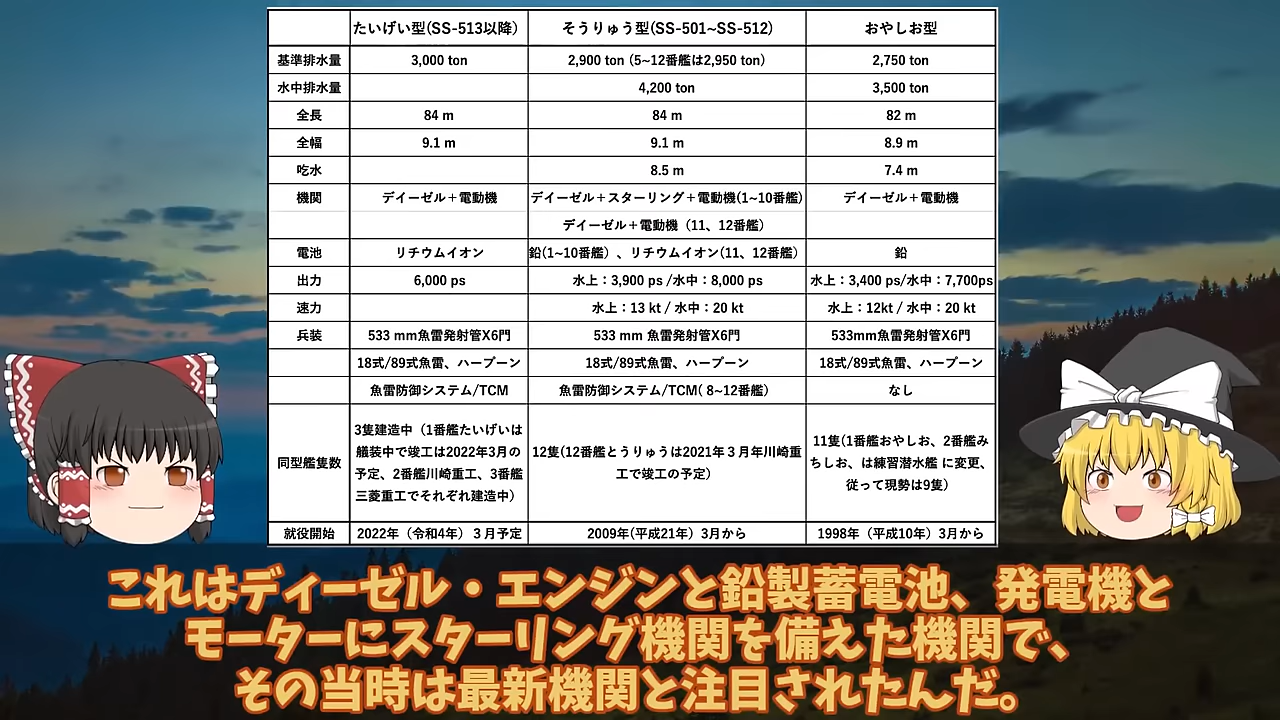 たいげい型(SS-513以降) そうりゅう型(SS-501~SS-512) おやしお型
基準排水量 3,000 ton 2,900 ton (5~12番艦は2,950 ton) 2,750 ton
水中排水量 4,200 ton 3,500 ton
全長 84 m 84 m 82 m
全幅 9.1 m 9.1 m 8.9 m
吃水 8.5 m 7.4 m
機関 デイーゼル＋電動機 デイーゼル＋スターリング＋電動機(1~10番艦) デイーゼル＋電動機
デイーゼル＋電動機（11、12番艦）
電池 リチウムイオン 鉛(1~10番艦）、リチウムイオン(11、12番艦） 鉛
出力 6,000 ps 水上：3,900 ps /水中：8,000 ps 水上：3,400 ps/水中：7,700ps
速力 水上：13 kt / 水中：20 kt 水上：12kt / 水中：20 kt
兵装 533 mm魚雷発射管X6門 533 mm 魚雷発射管X6門 533mm魚雷発射管X6門
18式/89式魚雷、ハープーン 18式/89式魚雷、ハープーン 18式/89式魚雷、ハープーン
魚雷防御システム/TCM 魚雷防御システム/TCM( 8~12番艦） なし
同型艦隻数
3隻建造中（1番艦たいげいは
艤装中で竣工は2022年3月の
予定、2番艦川崎重工、3番艦
三菱重工でそれぞれ建造中）
12隻(12番艦とうりゅうは2021年３月年川崎重
工で竣工の予定）
11隻(1番艦おやしお、2番艦み
ちしお、は練習潜水艦 に変更、
従って現勢は9隻）
就役開始 2022年（令和4年）３月予定 2009年(平成21年）3月から 1998年（平成10年）3月から
これはディーゼル・エンジンと鉛製蓄電池、発電機と
モーターにスターリング機関を備えた機関で、
その当時は最新機関と注目されたんだ。